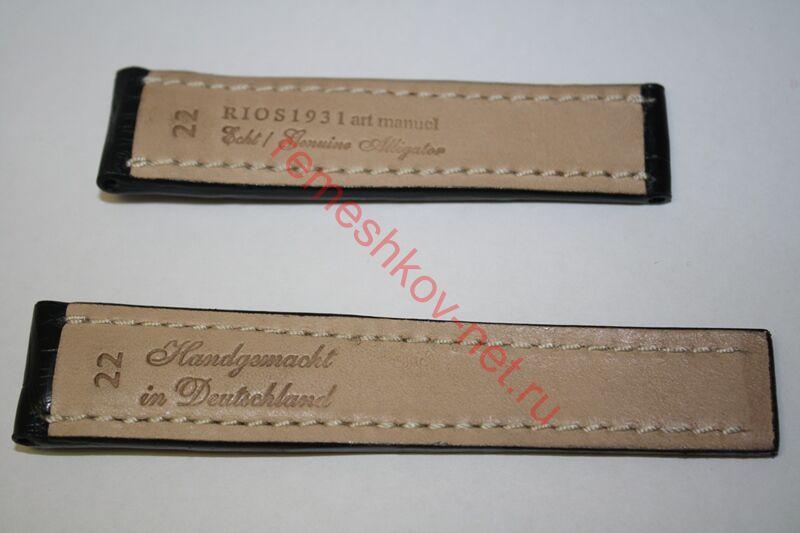 22
RIOS1931 art manuel
Echt / Genuine Alligator
remeshkov-net.ru
22
Handgemacht
in Deutschland